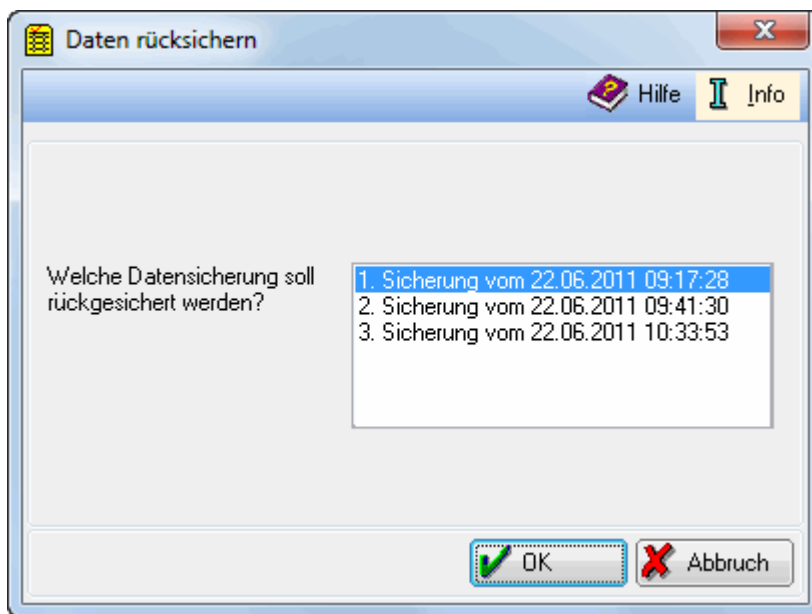 Daten rücksichern
Hilfe
Info
Welche Datensicherung soll
rückgesichert werden?
1. Sicherung vom 22.06.2011 09:17:28
2. Sicherung vom 22.06.2011 09:41:30
3. Sicherung vom 22.06.2011 10:33:53
OK
Abbruch